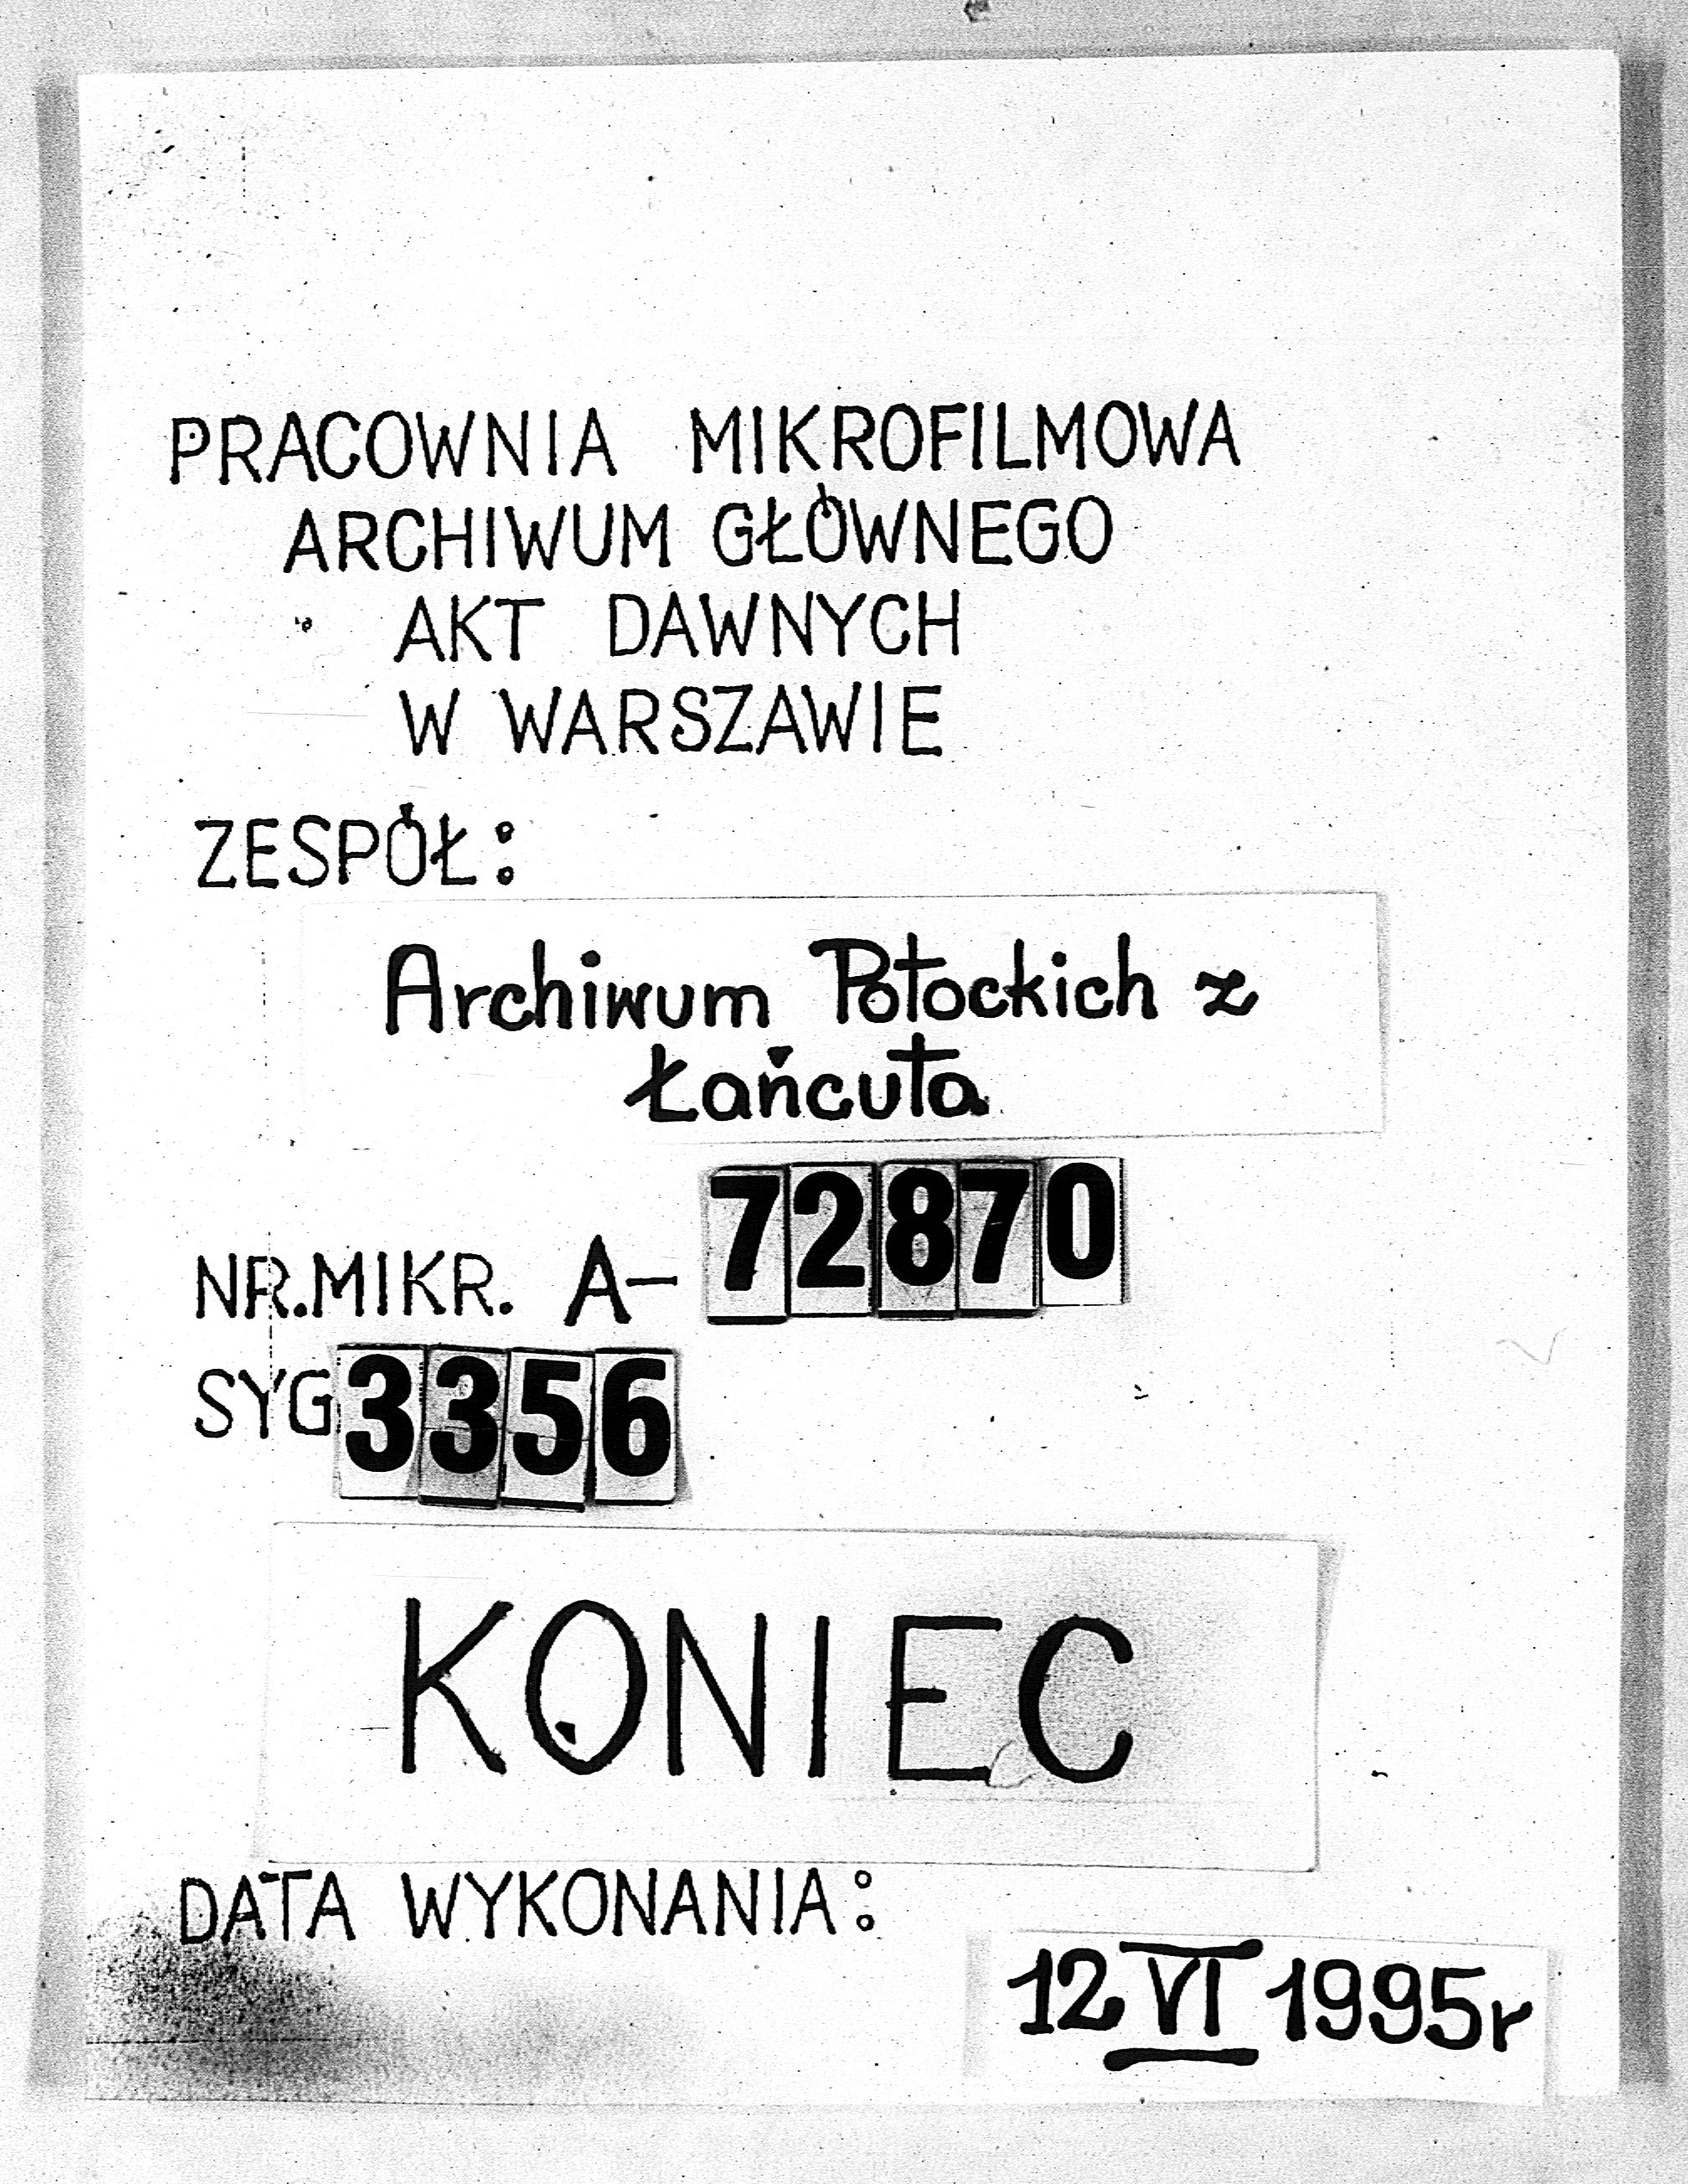 PRACOWNIA MIKROFILMOWA
ARCHIWUM GŁÓWNEGO
AKT DAWNYCH
W WARSZAWIE
ZESPÓŁ:
Archiwum Potockich z
Łańcuta
NR.MIKR. A- 72870
SYG 3356
KONIEC
DATA WYKONANIA:
12 VI 1995r